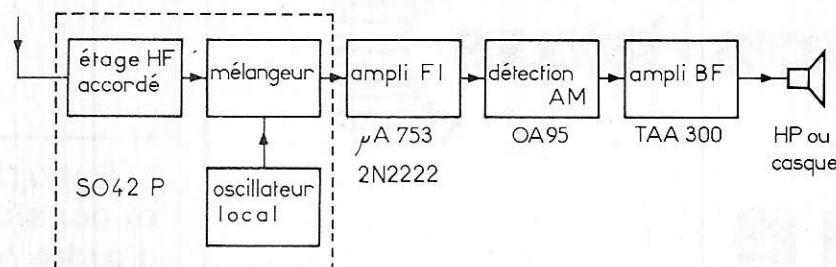 étage HF
accordé
mélangeur
ampli FI
détection
AM
ampli BF
µA 753
2N2222
OA95
TAA 300
HP ou
casque
SO42 P
oscillateur
local